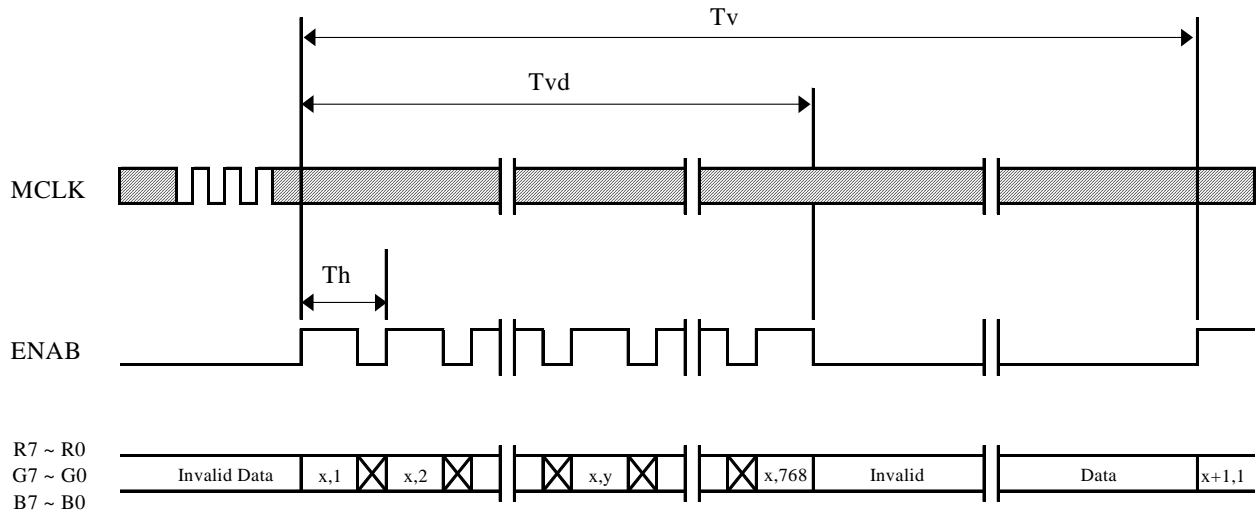 Tv
Tvd
MCLK
Th
ENAB
R7 ~ R0
G7 ~ G0
B7 ~ B0
Invalid Data x,1 x,2 x,y x,768 Invalid Data x+1,1